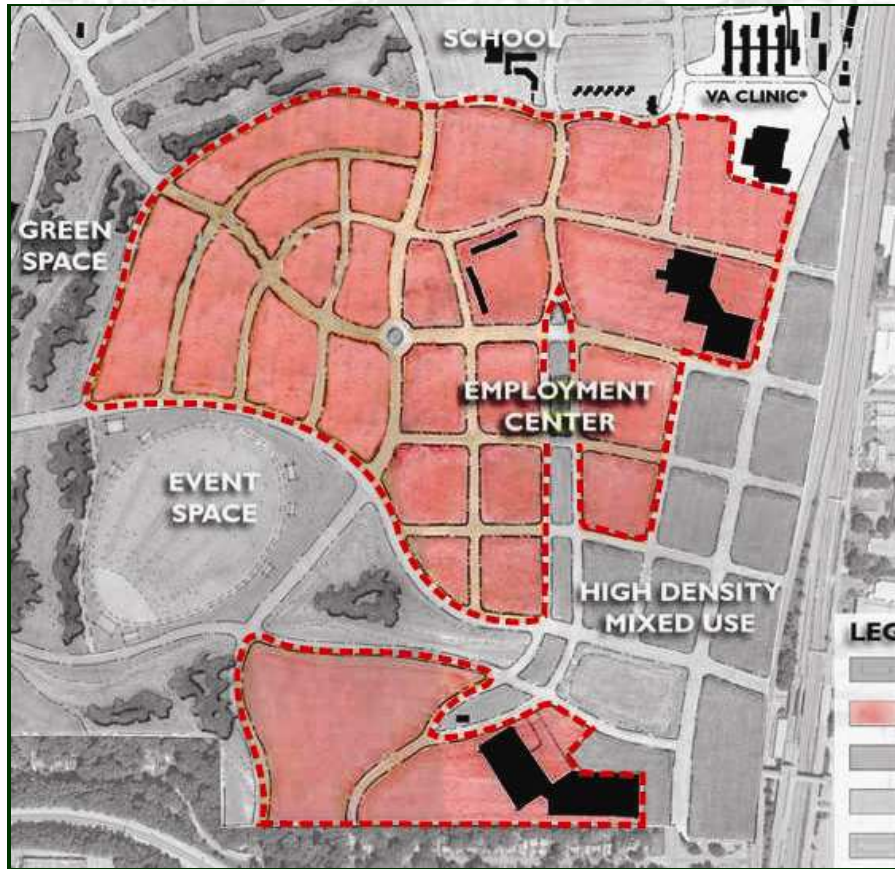 SCHOOL
VA CLINIC*
GREEN
SPACE
EMPLOYMENT
CENTER
EVENT
SPACE
HIGH DENSITY
MIXED USE
LEG